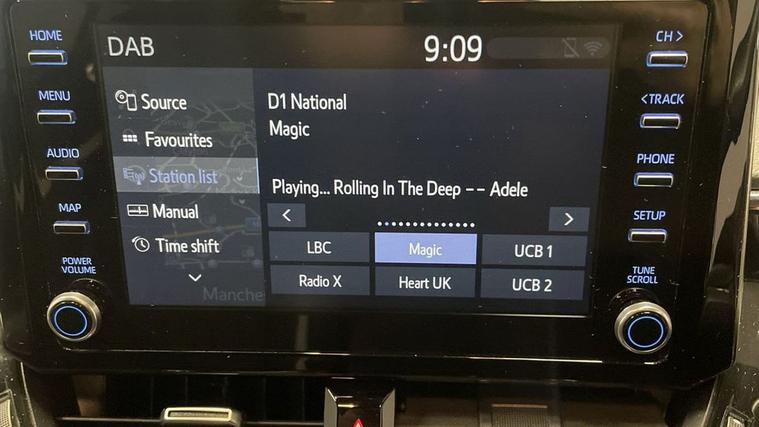 HOME
MENU
AUDIO
MAP
POWER
VOLUME
DAB
9:09
Source
Favourites
Station list
Manual
Time shift
Manche
D1 National
Magic
Playing... Rolling In The Deep -- Adele
<
>
LBC
Magic
UCB 1
Radio X
Heart UK
UCB 2
CH >
< TRACK
PHONE
SETUP
TUNE
SCROLL